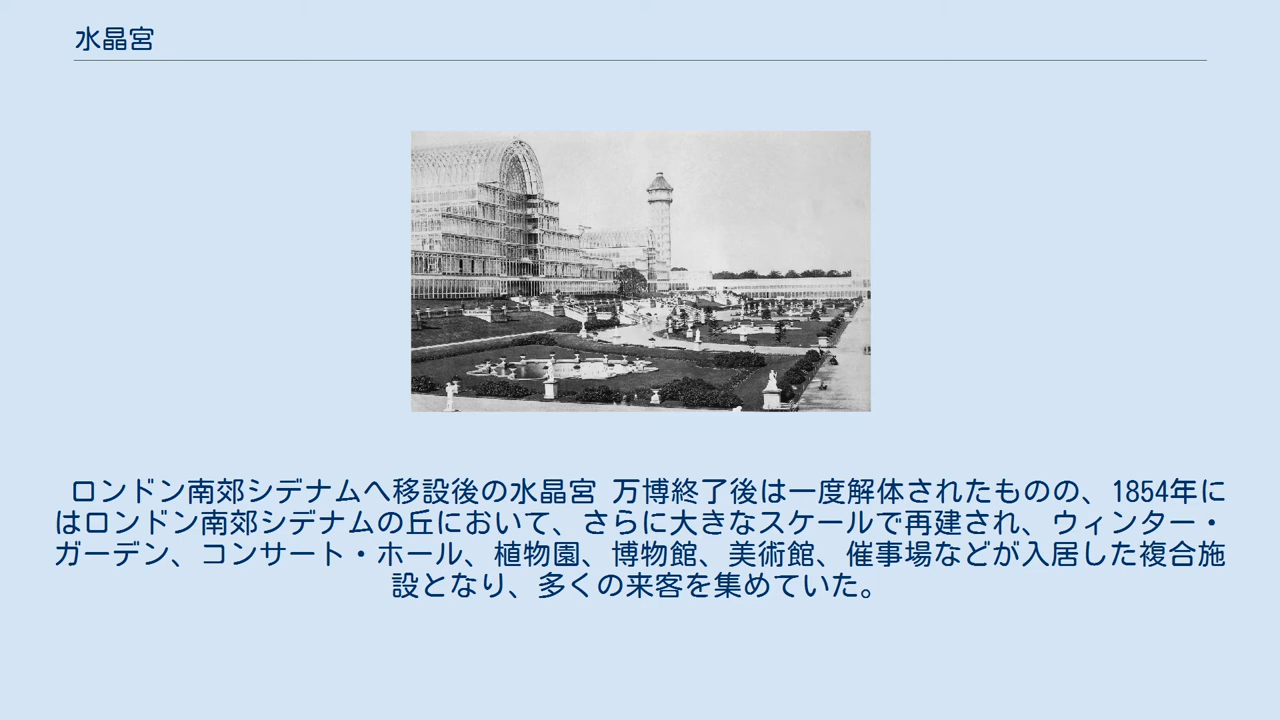 水晶宮
ロンドン南郊シデナムへ移設後の水晶宮 万博終了後は一度解体されたものの、1854年に
はロンドン南郊シデナムの丘において、さらに大きなスケールで再建され、ウィンター・
ガーデン、コンサート・ホール、植物園、博物館、美術館、催事場などが入居した複合施
設となり、多くの来客を集めていた。